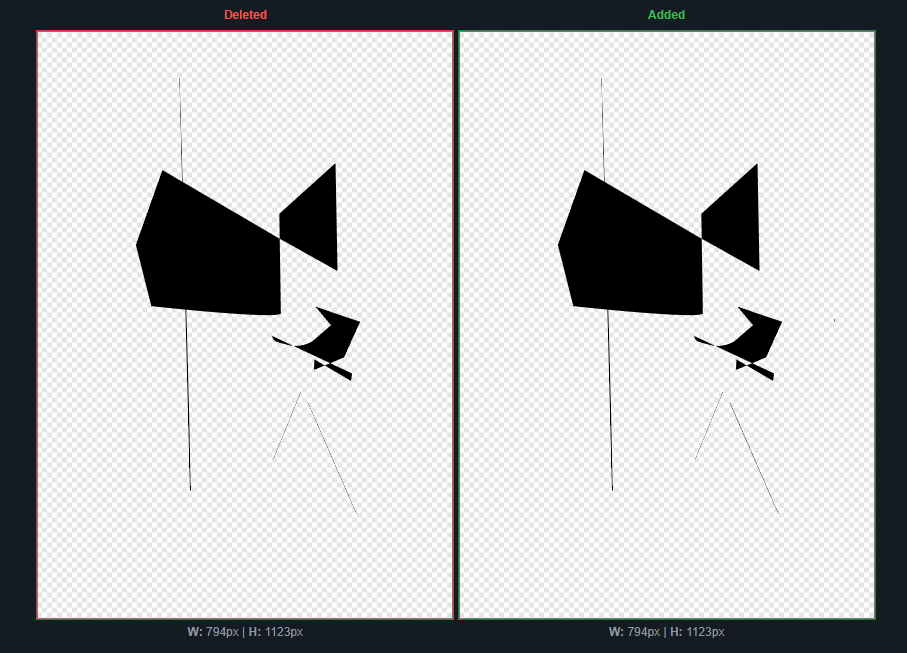 Deleted
Added
W: 794px | H: 1123px
W: 794px | H: 1123px